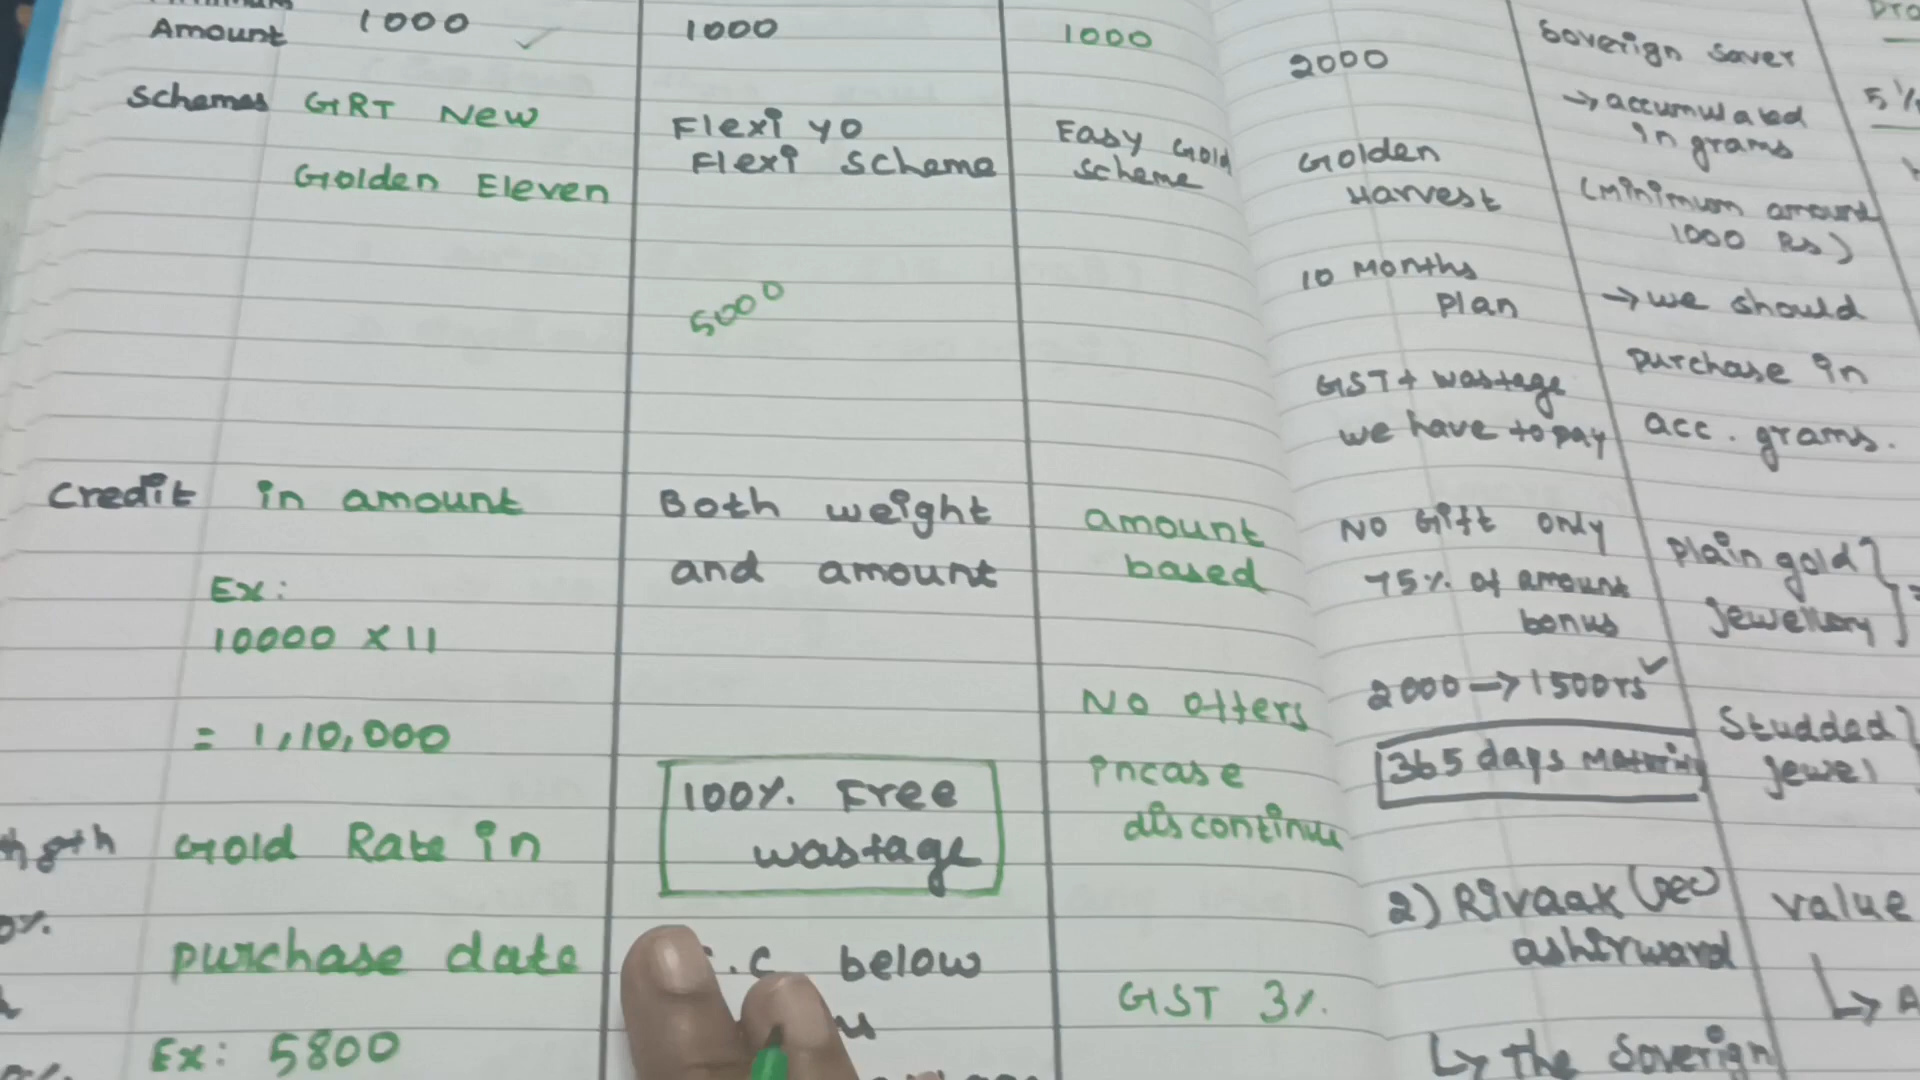 Amount 1000
Schemes GRT New
Golden Eleven
Credit in amount
Ex:
10000 X 11
= 1,10,000
Gold Rate in
purchase date
Ex: 5800
1000
Flexi yo
Flexi scheme
5000
Both weight
and amount
100%. Free
wastage
below
1000
Easy Gold
scheme
amount
based
No offers
incase
discontinue
GST 3%.
2000
Golden
Harvest
10 Months
Plan
GST + wastage
we have to pay
No Gift only
75%. of amount
bonus
2000 → 1500rs ✓
365 days Maturity
2) Rivaah
ashirward
↳ The Soverign
Soverign saver
→ accumulated
in grams
(Minimum amount
1000 Rs)
→ we should
purchase in
acc. grams.
plain gold
jewellery
Studded
jewel
value
5%